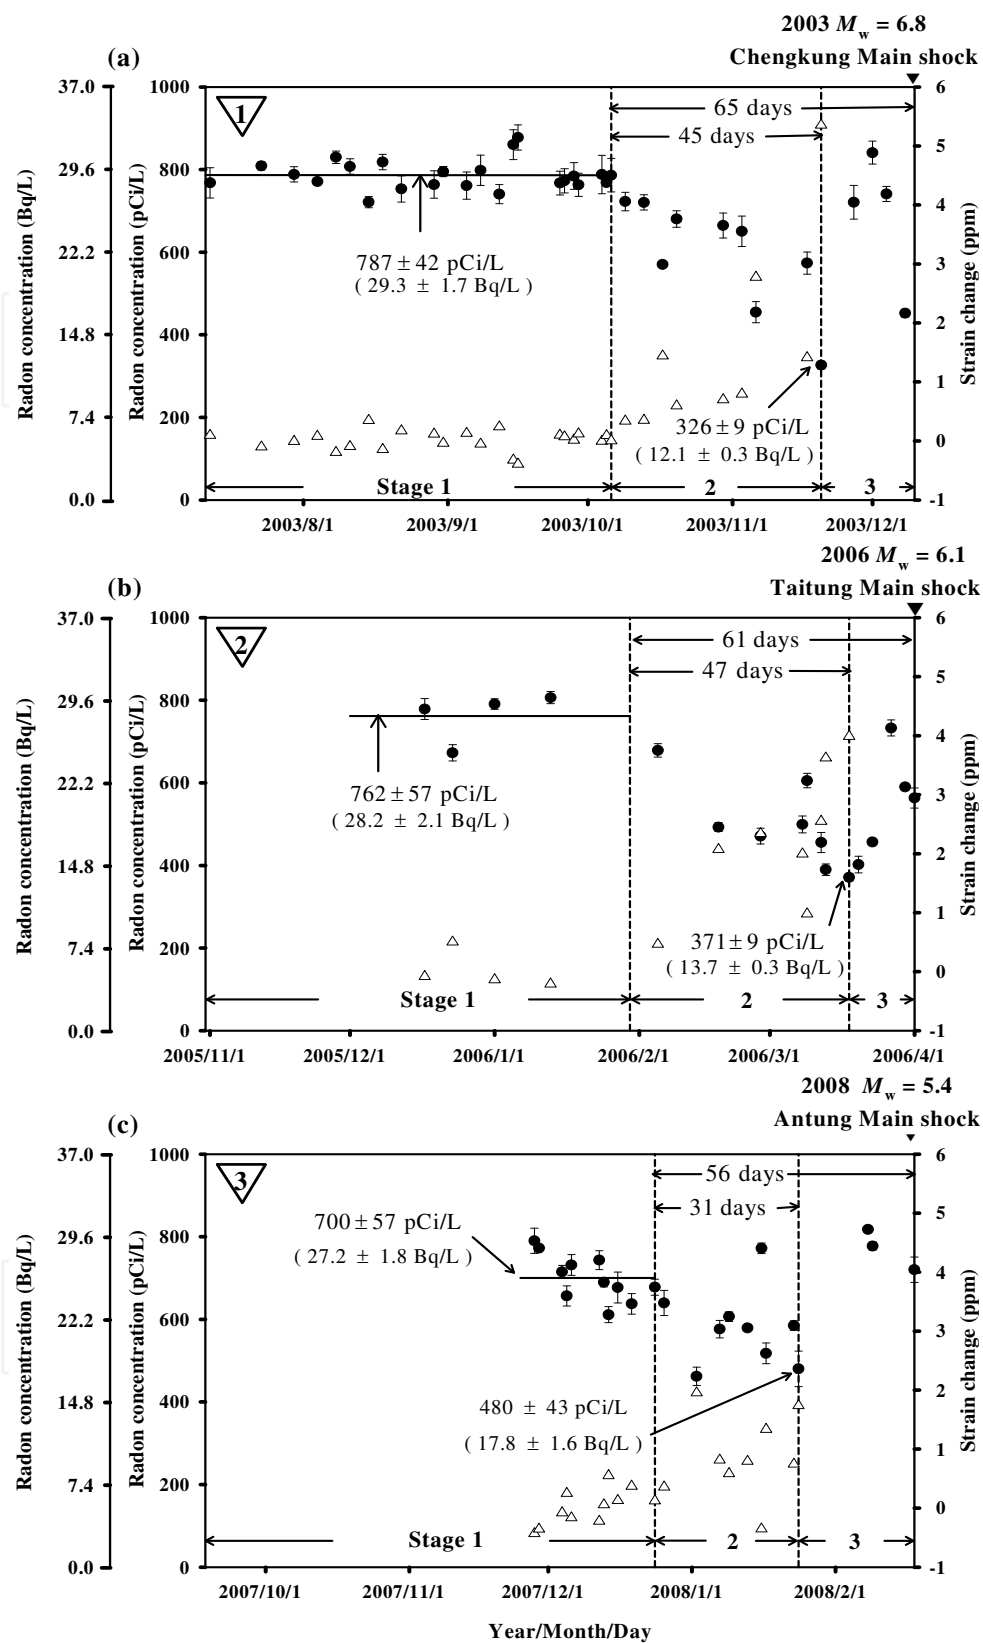 2003 Mw = 6.8
(a)
Chengkung Main shock
37.0
1000
6
1
65 days
5
45 days
29.6
800
4
22.2
600
787 ± 42 pCi/L
( 29.3 ± 1.7 Bq/L )
3
14.8
400
2
1
7.4
200
326 ± 9 pCi/L
( 12.1 ± 0.3 Bq/L )
0
Stage 1
2
3
0.0
0
-1
2003/8/1
2003/9/1
2003/10/1
2003/11/1
2003/12/1
Radon concentration (Bq/L)
Radon concentration (pCi/L)
Strain change (ppm)
2006 Mw = 6.1
(b)
Taitung Main shock
37.0
1000
6
2
61 days
5
47 days
29.6
800
4
762 ± 57 pCi/L
( 28.2 ± 2.1 Bq/L )
22.2
600
3
14.8
400
2
1
371 ± 9 pCi/L
( 13.7 ± 0.3 Bq/L )
7.4
200
0
Stage 1
2
3
0.0
0
-1
2005/11/1
2005/12/1
2006/1/1
2006/2/1
2006/3/1
2006/4/1
Radon concentration (Bq/L)
Radon concentration (pCi/L)
Strain change (ppm)
2008 Mw = 5.4
(c)
Antung Main shock
37.0
1000
6
3
56 days
5
31 days
700 ± 57 pCi/L
( 27.2 ± 1.8 Bq/L )
29.6
800
4
22.2
600
3
14.8
400
2
480 ± 43 pCi/L
( 17.8 ± 1.6 Bq/L )
1
7.4
200
0
Stage 1
2
3
0.0
0
-1
2007/10/1
2007/11/1
2007/12/1
2008/1/1
2008/2/1
Radon concentration (Bq/L)
Radon concentration (pCi/L)
Strain change (ppm)
Year/Month/Day